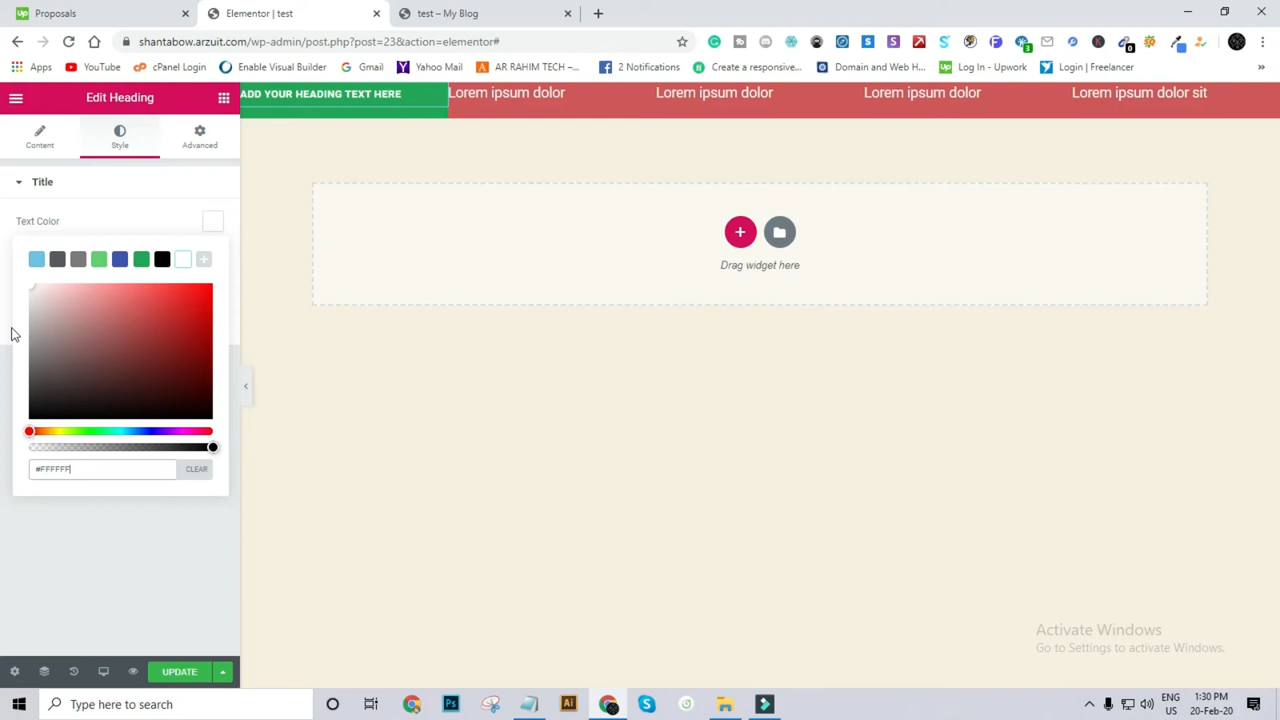 Proposals
Elementor | test
test – My Blog
shantabow.arzuit.com/wp-admin/post.php?post=23&action=elementor#
Apps
YouTube
cPanel Login
Enable Visual Builder
Gmail
Yahoo Mail
AR RAHIM TECH –...
2 Notifications
Create a responsive...
Domain and Web H...
Log In - Upwork
Login | Freelancer
»
Edit Heading
ADD YOUR HEADING TEXT HERE
Lorem ipsum dolor
Lorem ipsum dolor
Lorem ipsum dolor
Lorem ipsum dolor sit
Content
Style
Advanced
Title
Text Color
Drag widget here
#FFFFFF
CLEAR
Activate Windows
Go to Settings to activate Windows.
UPDATE
Type here to search
ENG
US
1:30 PM
20-Feb-20